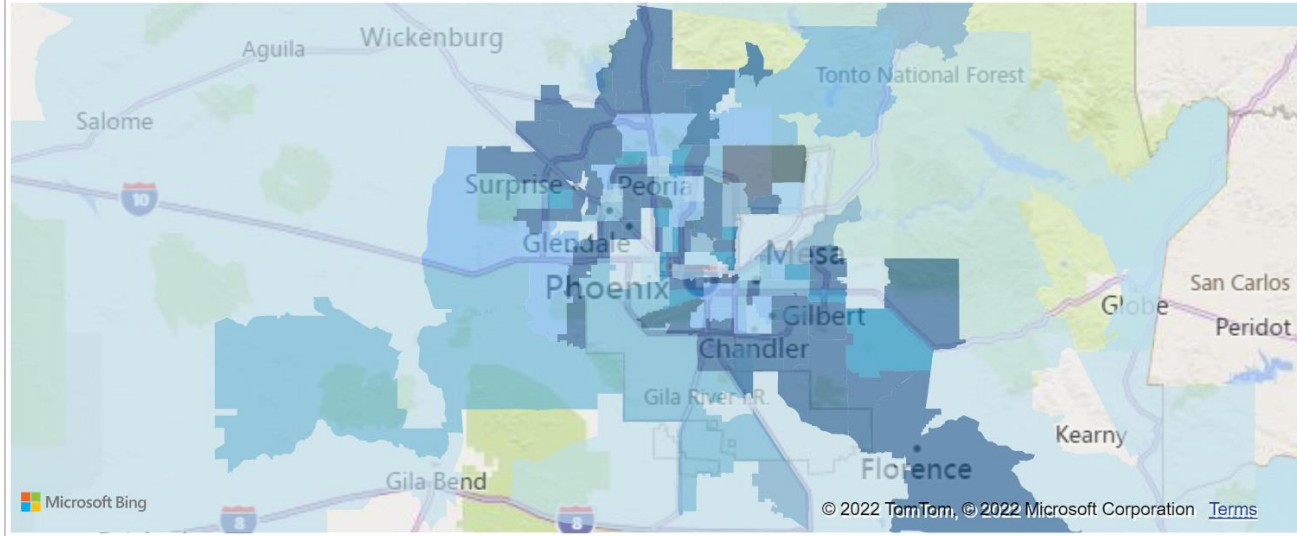 Wickenburg
Aguila
Tonto National Forest
Salome
10
Surprise
Peoria
Glendale
Mesa
Phoenix
San Carlos
Globe
Gilbert
Peridot
Chandler
Gila River I.R.
Kearny
Florence
Gila Bend
Microsoft Bing
8
8
© 2022 TomTom, © 2022 Microsoft Corporation Terms